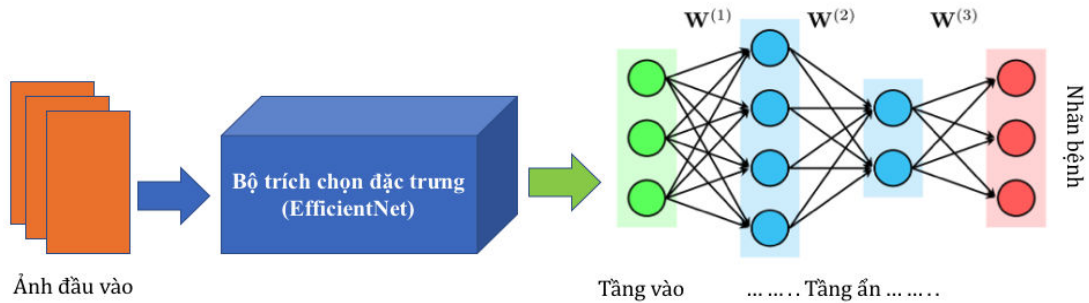 W(1)
W(2)
W(3)
Bộ trích chọn đặc trưng
(EfficientNet)
Nhãn bệnh
Ảnh đầu vào
Tầng vào
... ... . . Tầng ẩn ... ... . .